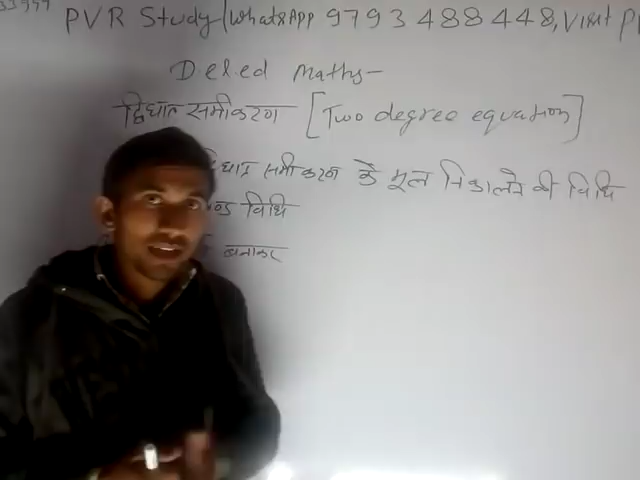 PVR Study/WhatsApp 9793488448, Visit
Deled Maths-
द्विघात समीकरण [Two degree equation]
समीकरण के मूल निकालने की विधि
विधि
बनाकर